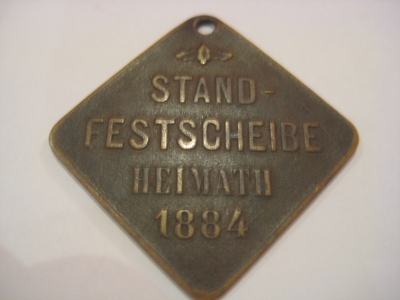 STAND-
FESTSCHEIBE
HEIMATH
1884